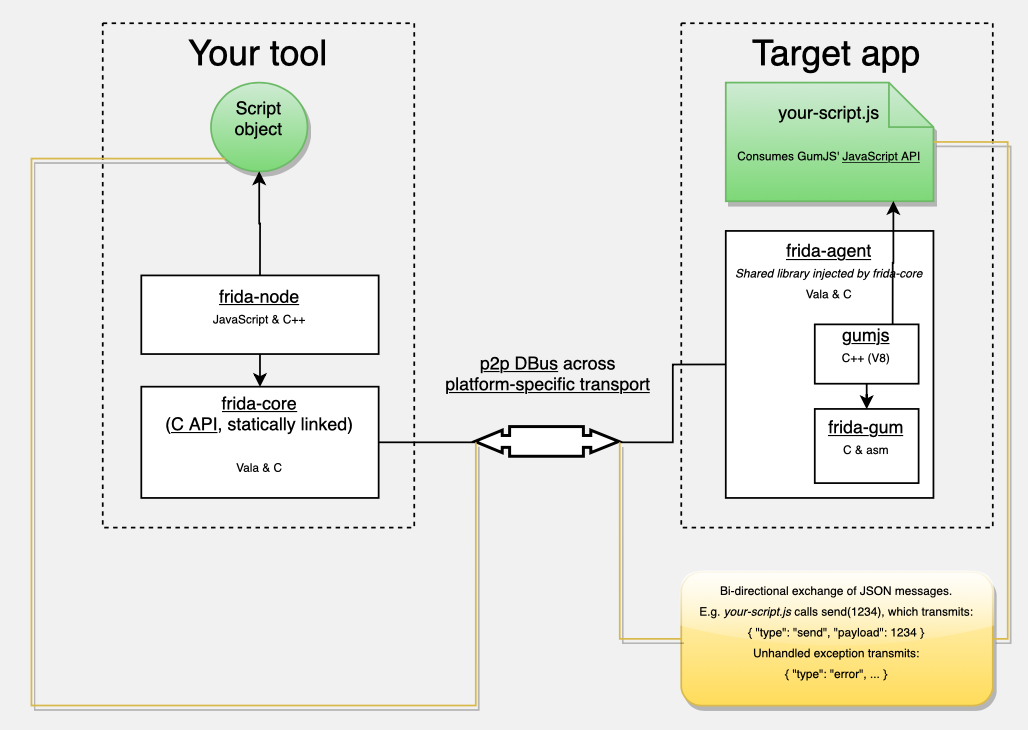 Your tool
Script
object
frida-node
JavaScript & C++
frida-core
(C API, statically linked)
Vala & C
p2p DBus across
platform-specific transport
Target app
your-script.js
Consumes GumJS' JavaScript API
frida-agent
Shared library injected by frida-core
Vala & C
gumjs
C++ (V8)
frida-gum
C & asm
Bi-directional exchange of JSON messages.
E.g. your-script.js calls send(1234), which transmits:
{ "type": "send", "payload": 1234 }
Unhandled exception transmits:
{ "type": "error", ... }